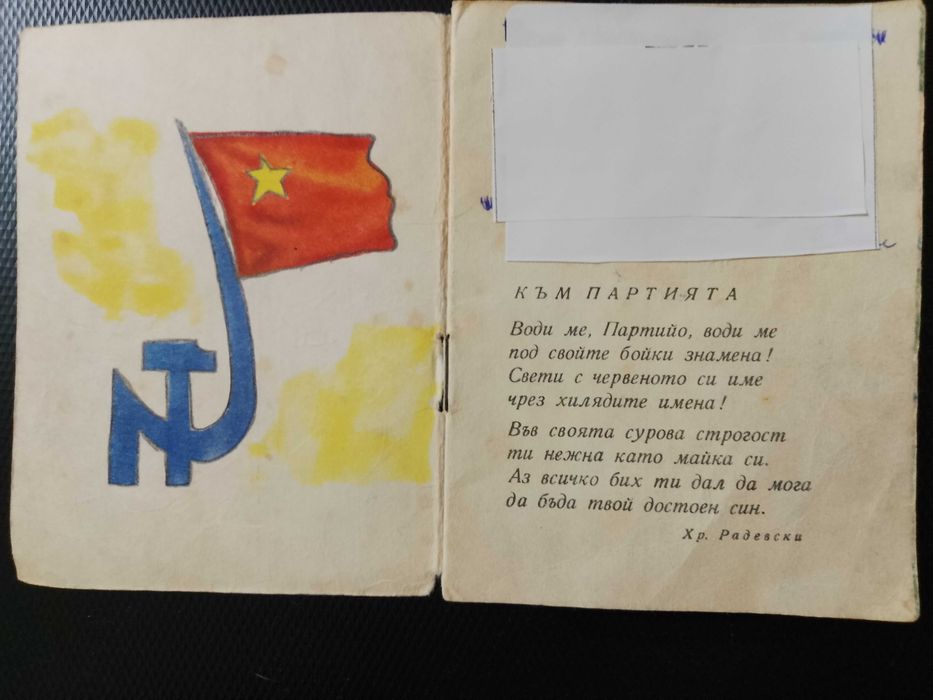 КЪМ ПАРТИЯТА
Води ме, Партийо, води ме
под свойте бойки знамена!
Свети с червеното си име
чрез хилядите имена!
Във своята сурова строгост
ти нежна като майка си.
Аз всичко бих ти дал да мога
да бъда твой достоен син.
Хр. Радевски